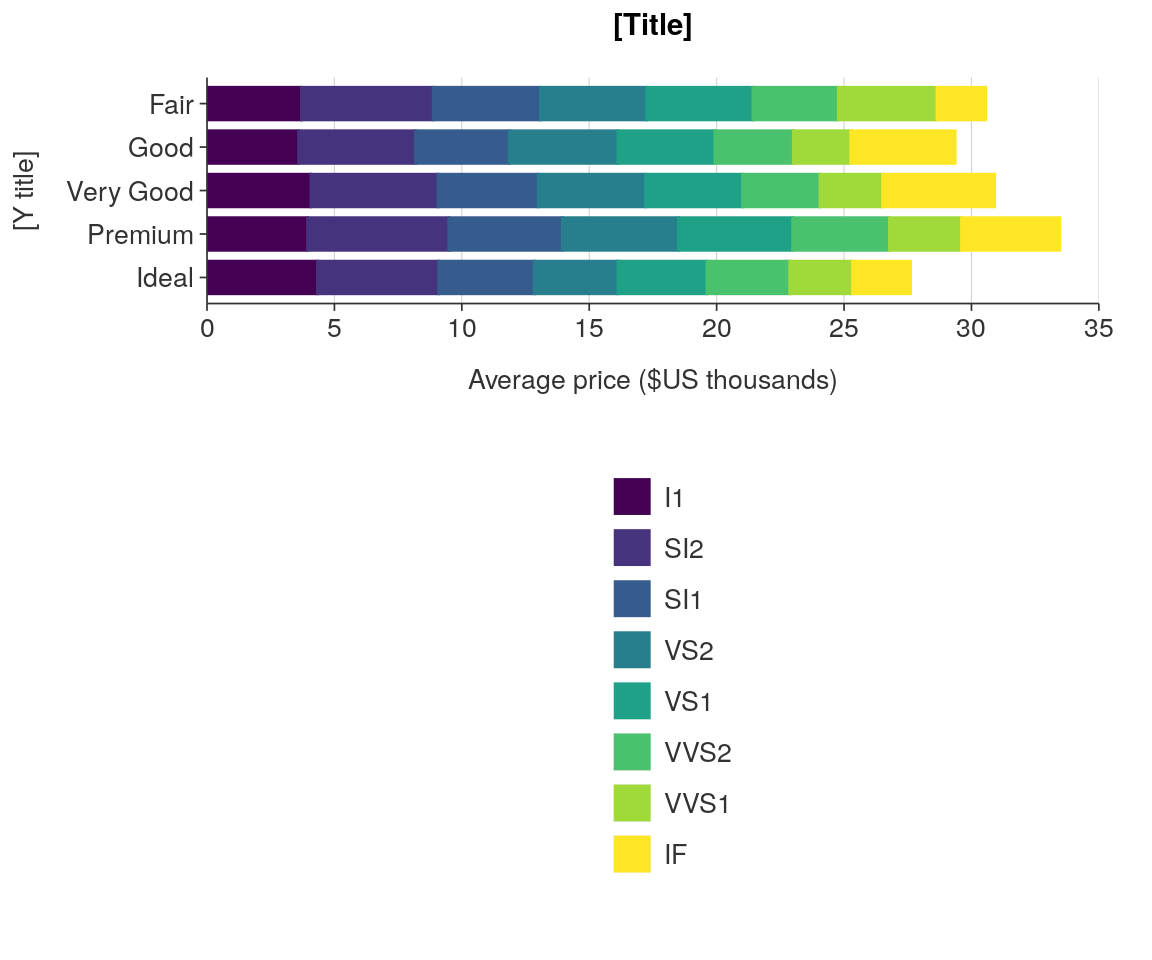 [Title]
[Y title]
Fair
Good
Very Good
Premium
Ideal
0 5 10 15 20 25 30 35
Average price ($US thousands)
I1
SI2
SI1
VS2
VS1
VVS2
VVS1
IF